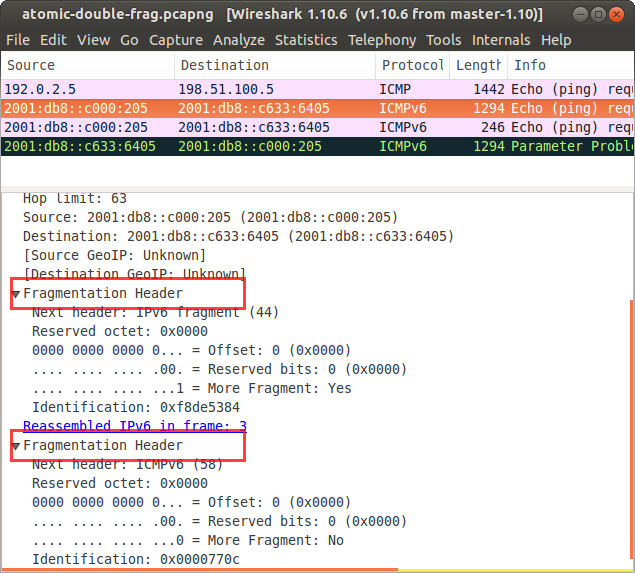 atomic-double-frag.pcapng   [Wireshark 1.10.6  (v1.10.6 from master-1.10)]
File Edit View Go Capture Analyze Statistics Telephony Tools Internals Help
Source Destination Protocol Length Info
192.0.2.5 198.51.100.5 ICMP 1442 Echo (ping) requ
2001:db8::c000:205 2001:db8::c633:6405 ICMPv6 1294 Echo (ping) requ
2001:db8::c000:205 2001:db8::c633:6405 ICMPv6 246 Echo (ping) requ
2001:db8::c633:6405 2001:db8::c000:205 ICMPv6 1294 Parameter Proble
Hop limit: 63
Source: 2001:db8::c000:205 (2001:db8::c000:205)
Destination: 2001:db8::c633:6405 (2001:db8::c633:6405)
[Source GeoIP: Unknown]
[Destination GeoIP: Unknown]
Fragmentation Header
Next header: IPv6 fragment (44)
Reserved octet: 0x0000
0000 0000 0000 0... = Offset: 0 (0x0000)
.... .... .... .00. = Reserved bits: 0 (0x0000)
.... .... .... ...1 = More Fragment: Yes
Identification: 0xf8de5384
Reassembled IPv6 in frame: 3
Fragmentation Header
Next header: ICMPv6 (58)
Reserved octet: 0x0000
0000 0000 0000 0... = Offset: 0 (0x0000)
.... .... .... .00. = Reserved bits: 0 (0x0000)
.... .... .... ...0 = More Fragment: No
Identification: 0x0000770c